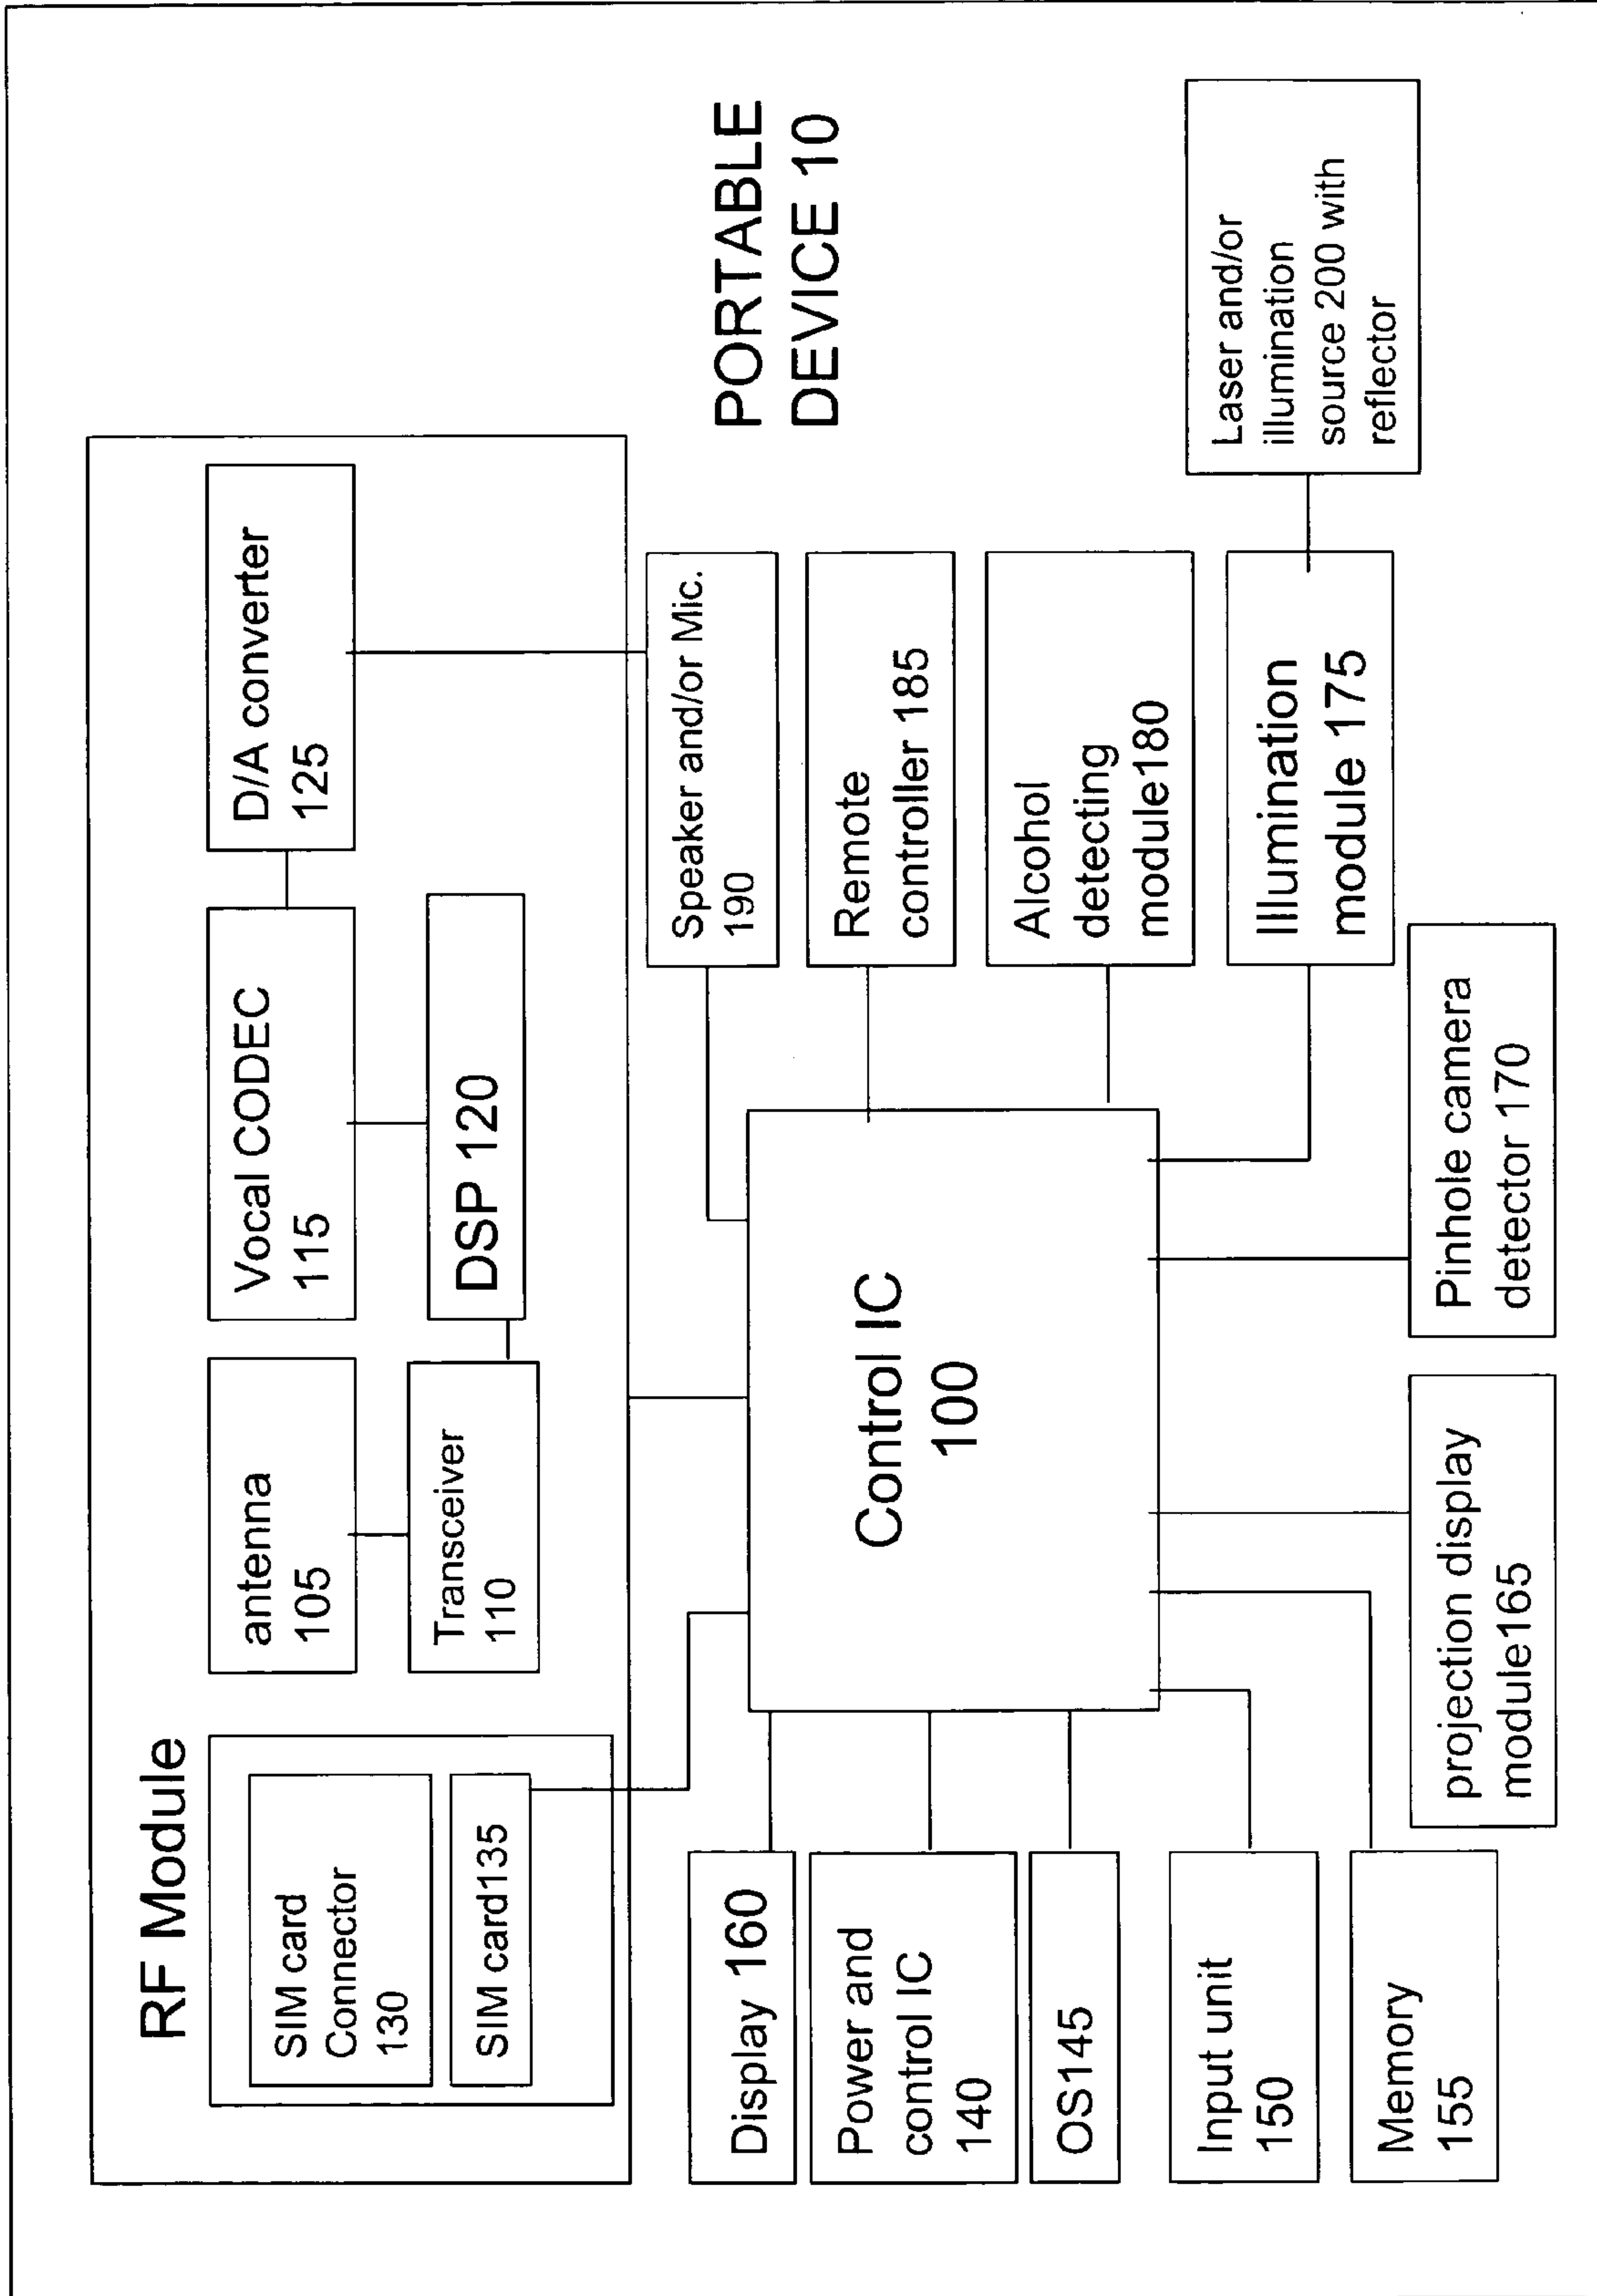 RF Module
SIM card
Connector
130
SIM card135
antenna
105
Transceiver
110
Vocal CODEC
115
DSP 120
D/A converter
125
PORTABLE
DEVICE 10
Display 160
Power and
control IC
140
OS145
Input unit
150
Memory
155
Control IC
100
Speaker and/or Mic.
190
Remote
controller 185
Alcohol
detecting
module180
Illumination
module 175
Laser and/or
illumination
source 200 with
reflector
projection display
module165
Pinhole camera
detector 170